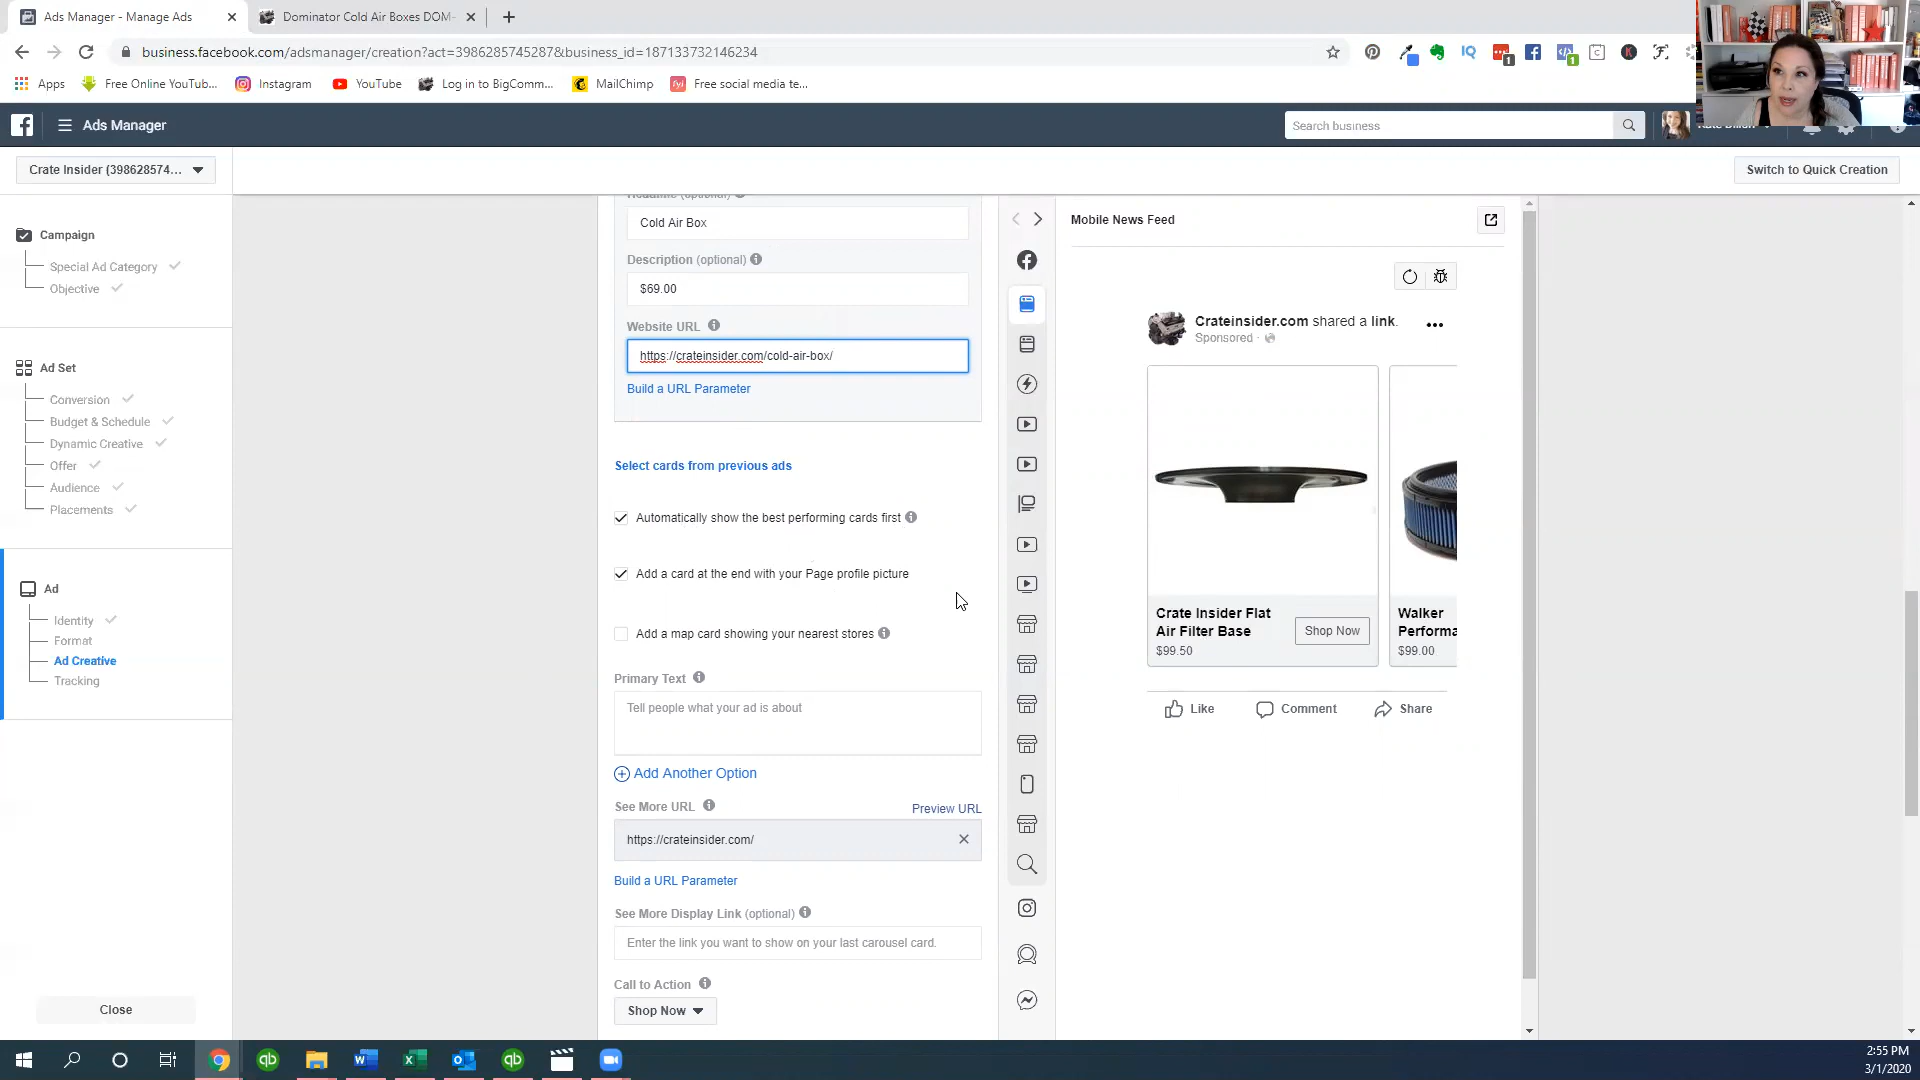 Ads Manager - Manage Ads
Dominator Cold Air Boxes DOM-
business.facebook.com/adsmanager/creation?act=398628574528​7&business_id=187133732146234
Apps
Free Online YouTub...
Instagram
YouTube
Log in to BigComm...
MailChimp
Free social media te...
Ads Manager
Search business
Crate Insider (398628574...
Switch to Quick Creation
Campaign
Special Ad Category
Objective
Ad Set
Conversion
Budget & Schedule
Dynamic Creative
Offer
Audience
Placements
Ad
Identity
Format
Ad Creative
Tracking
Close
Headline (optional)
Cold Air Box
Description (optional)
$69.00
Website URL
https://crateinsider.com/cold-air-box/
Build a URL Parameter
Select cards from previous ads
Automatically show the best performing cards first
Add a card at the end with your Page profile picture
Add a map card showing your nearest stores
Primary Text
Tell people what your ad is about
Add Another Option
See More URL
Preview URL
https://crateinsider.com/
Build a URL Parameter
See More Display Link (optional)
Enter the link you want to show on your last carousel card.
Call to Action
Shop Now
Mobile News Feed
Crateinsider.com shared a link.
Sponsored ·
Crate Insider Flat
Air Filter Base
$99.50
Shop Now
Walker
Performa
$99.00
Like
Comment
Share
2:55 PM
3/1/2020